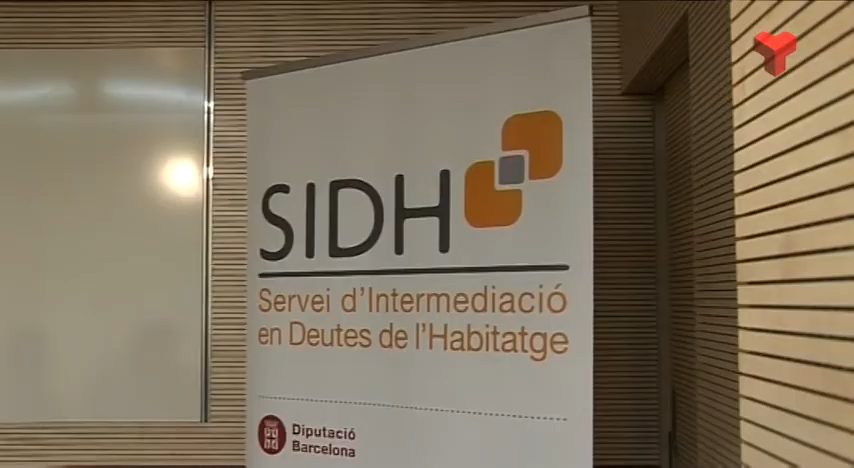 SIDH
Servei d'Intermediació
en Deutes de l'Habitatge
Diputació
Barcelona